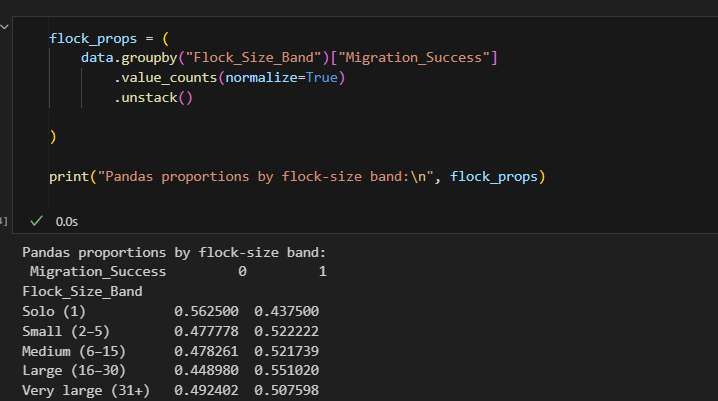 flock_props = (
    data.groupby("Flock_Size_Band")["Migration_Success"]
        .value_counts(normalize=True)
        .unstack()
)
print("Pandas proportions by flock-size band:\n", flock_props)
0.0s
Pandas proportions by flock-size band:
 Migration_Success         0         1
Flock_Size_Band
Solo (1)           0.562500  0.437500
Small (2–5)        0.477778  0.522222
Medium (6–15)      0.478261  0.521739
Large (16–30)      0.448980  0.551020
Very large (31+)   0.492402  0.507598